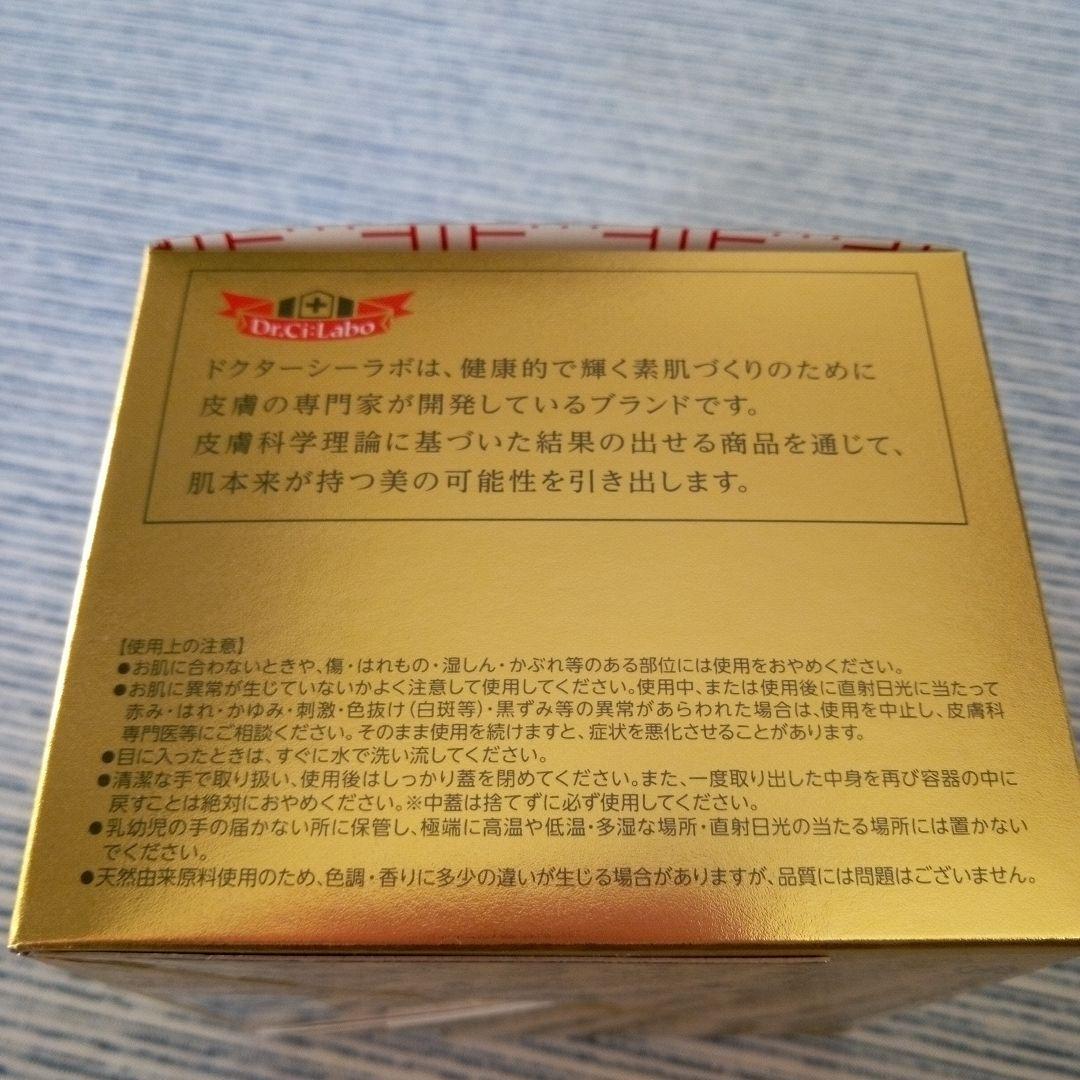 Dr.Ci:Labo
ドクターシーラボは、健康的で輝く素肌づくりのために
皮膚の専門家が開発しているブランドです。
皮膚科学理論に基づいた結果の出せる商品を通じて、
肌本来が持つ美の可能性を引き出します。
【使用上の注意】
●お肌に合わないときや、傷・はれもの・湿しん・かぶれ等のある部位には使用をおやめください。
●お肌に異常が生じていないかよく注意して使用してください。使用中、または使用後に直射日光に当たって
赤み・はれ・かゆみ・刺激・色抜け(白斑等)・黒ずみ等の異常があらわれた場合は、使用を中止し、皮膚科
専門医等にご相談ください。そのまま使用を続けますと、症状を悪化させることがあります。
●目に入ったときは、すぐに水で洗い流してください。
●清潔な手で取り扱い、使用後はしっかり蓋を閉めてください。また、一度取り出した中身を再び容器の中に
戻すことは絶対におやめください。※中蓋は捨てずに必ず使用してください。
●乳幼児の手の届かない所に保管し、極端に高温や低温・多湿な場所・直射日光の当たる場所には置かない
でください。
●天然由来原料使用のため、色調・香りに多少の違いが生じる場合がありますが、品質には問題はございません。